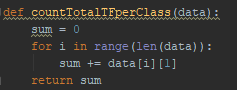 def countTotalTFperClass(data):
    sum = 0
    for i in range(len(data)):
        sum += data[i][1]
    return sum